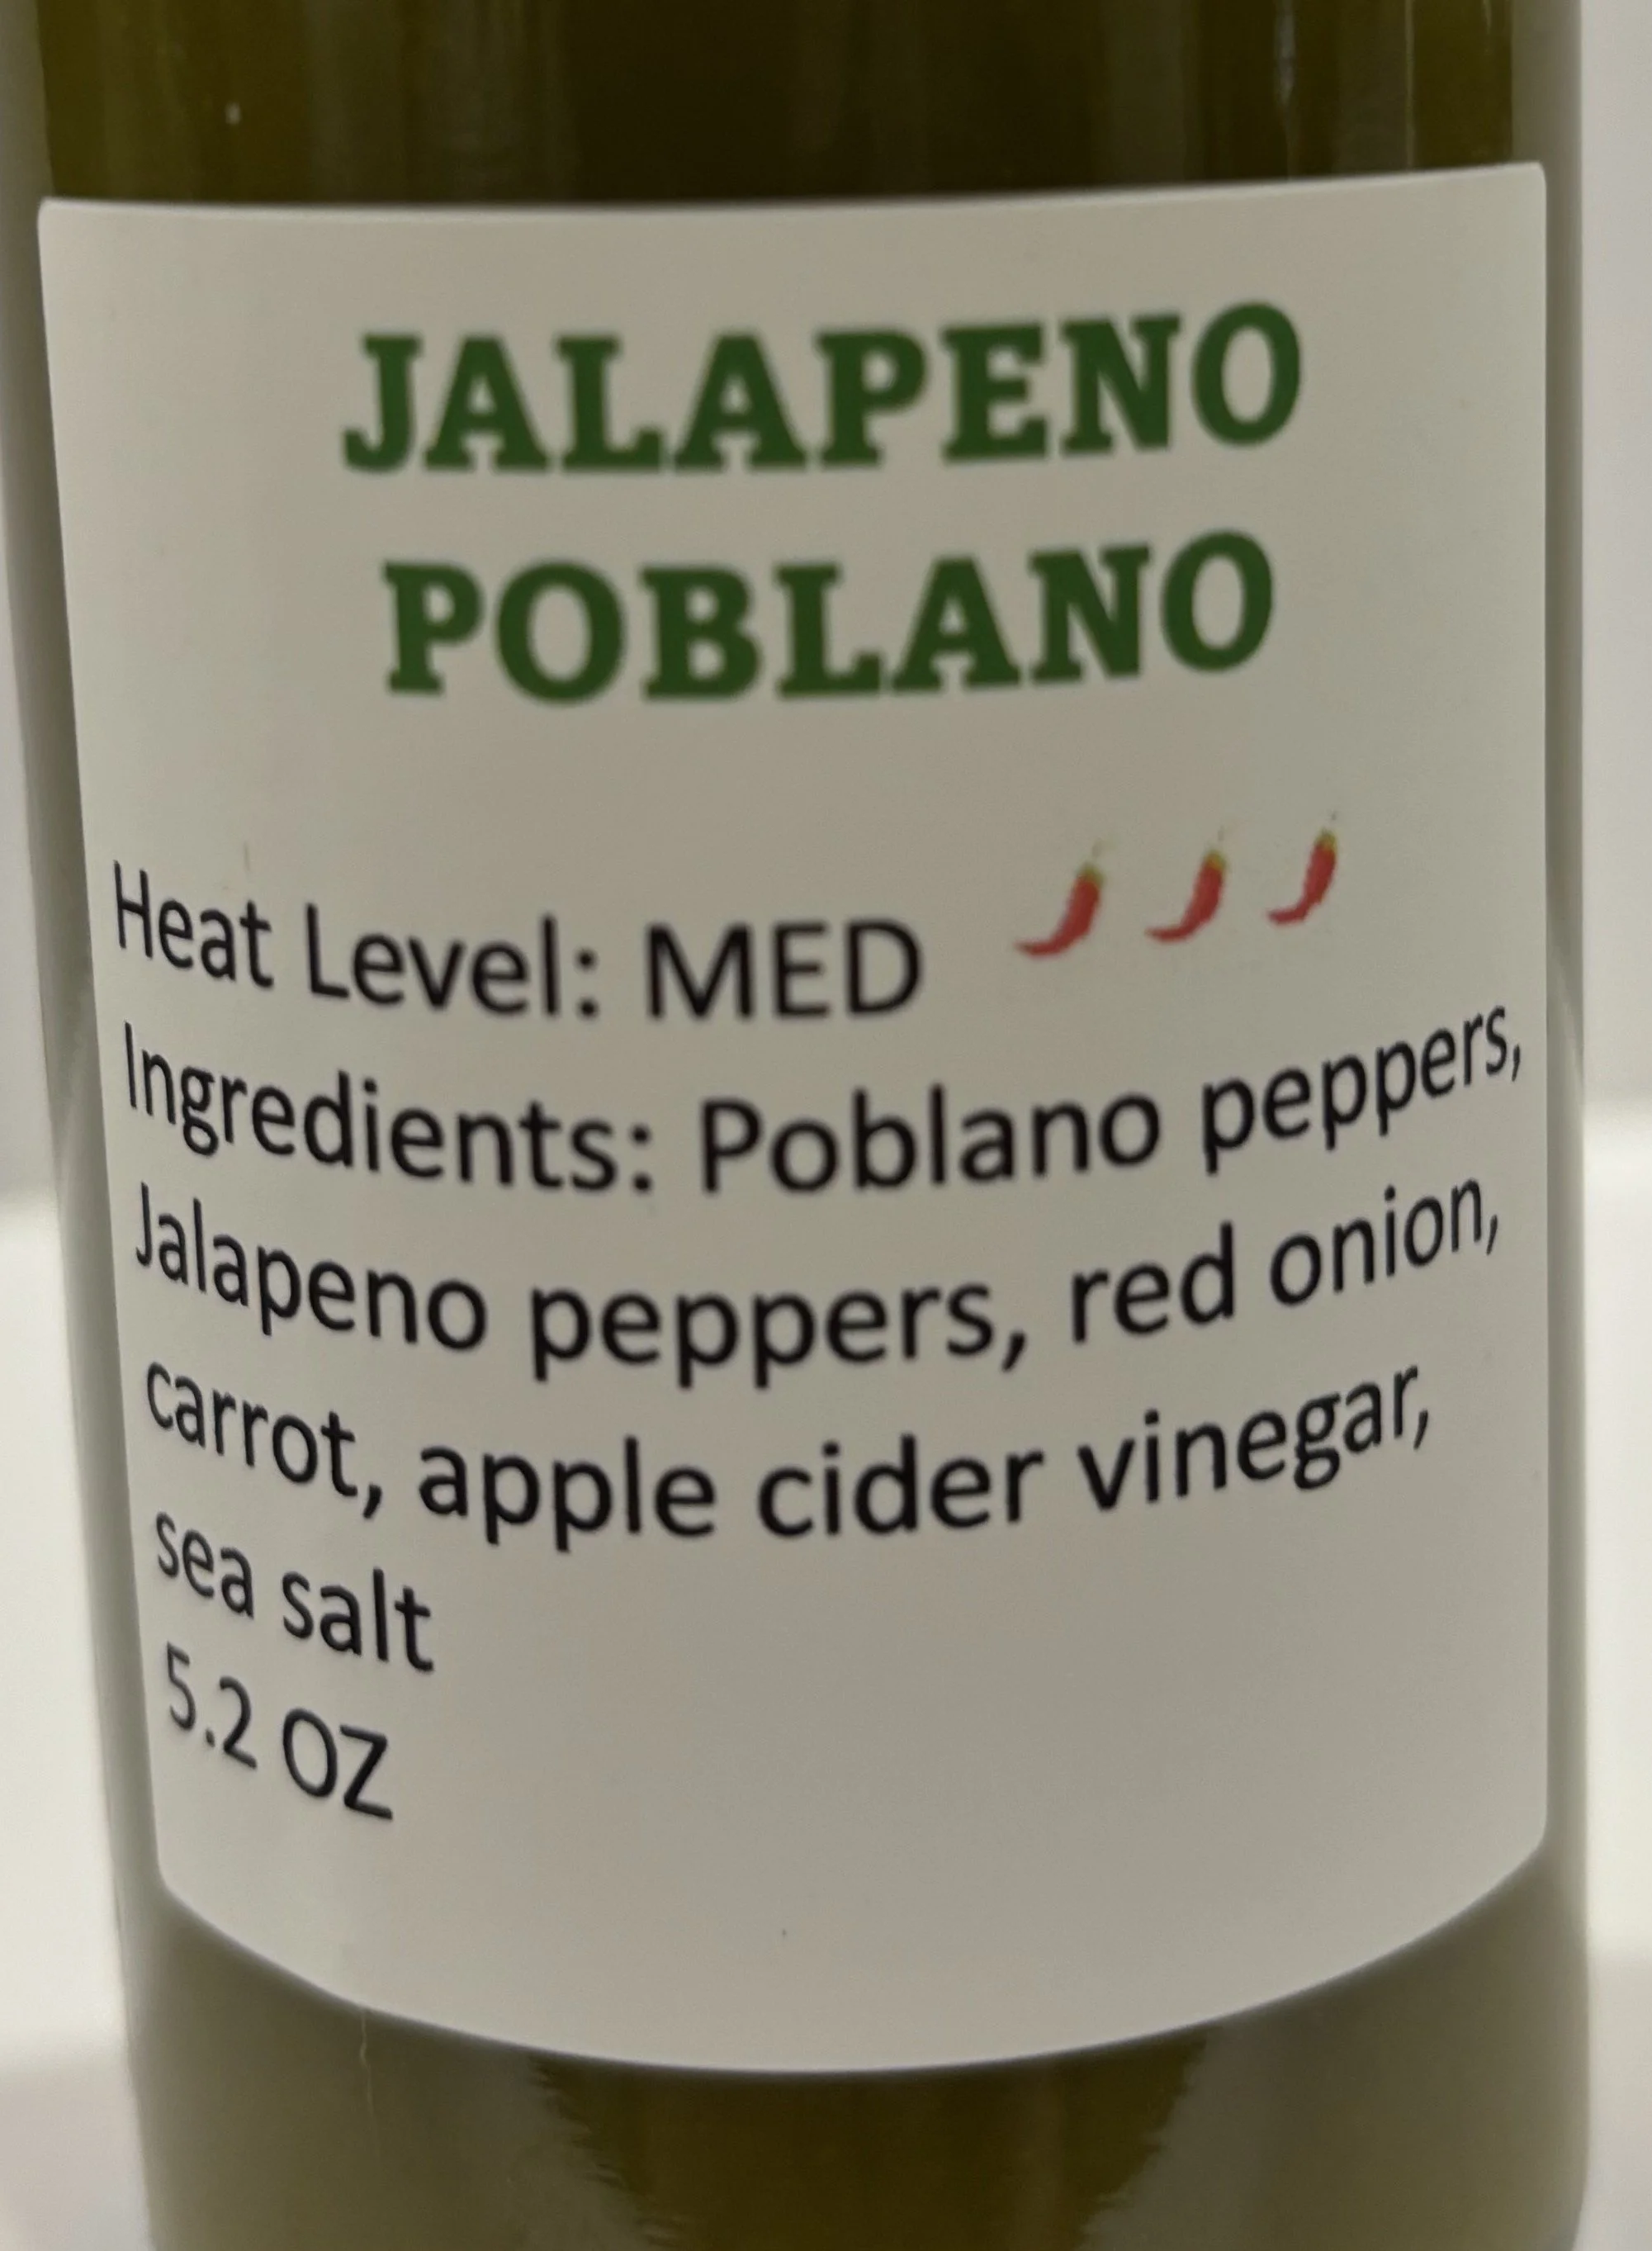 JALAPENO
POBLANO
Heat Level: MED
Ingredients: Poblano peppers,
Jalapeno peppers, red onion,
carrot, apple cider vinegar,
sea salt
5.2 OZ